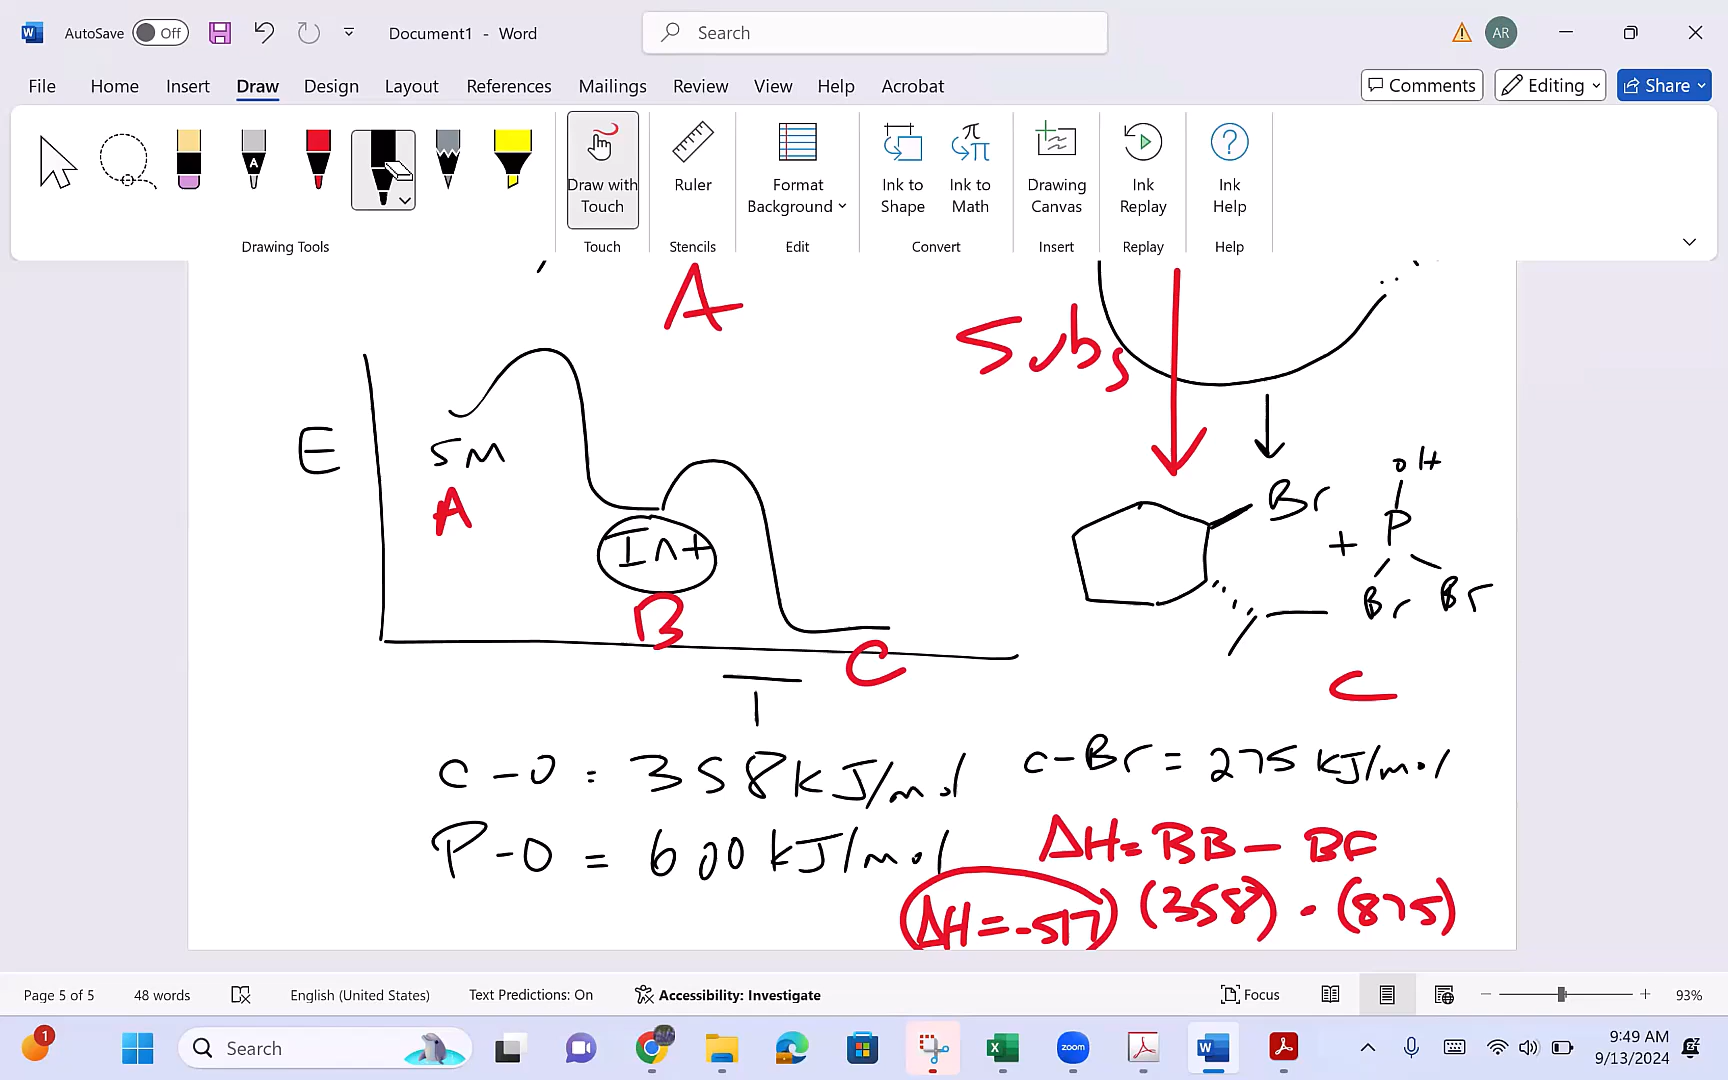 AutoSave Off Document1 - Word Search AR
File Home Insert Draw Design Layout References Mailings Review View Help Acrobat Comments Editing Share
A
Draw with Touch Ruler Format Background Ink to Shape Ink to Math Drawing Canvas Ink Replay Ink Help
Drawing Tools Touch Stencils Edit Convert Insert Replay Help
A
Subs
E
SM
A
Int
B
C
T
OH
Br + P
Br Br
C
C-O = 358 kJ/mol
C-Br = 275 kJ/mol
P-O = 600 kJ/mol
ΔH = BB - BF
ΔH = -517 (358) - (875)
Page 5 of 5 48 words English (United States) Text Predictions: On Accessibility: Investigate Focus 93%
1 Search zoom 9:49 AM
9/13/2024